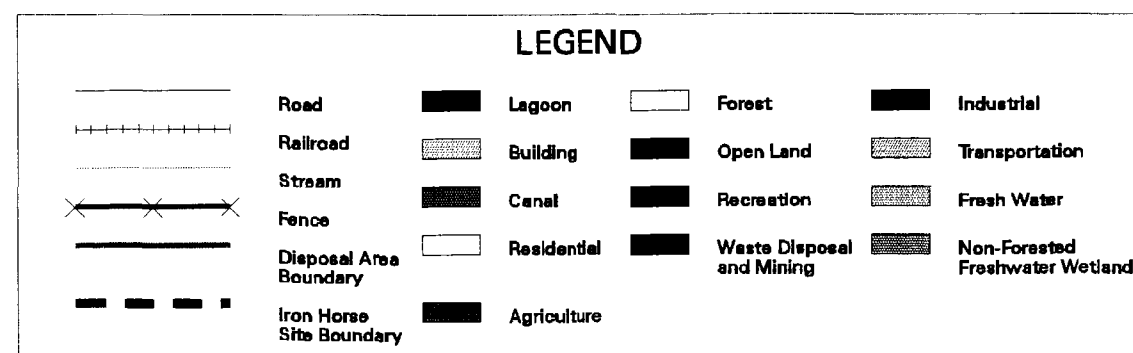 LEGEND
Road
Railroad
Stream
Fence
Disposal Area
Boundary
Iron Horse
Site Boundary
Lagoon
Building
Canal
Residential
Agriculture
Forest
Open Land
Recreation
Waste Disposal
and Mining
Industrial
Transportation
Fresh Water
Non-Forested
Freshwater Wetland